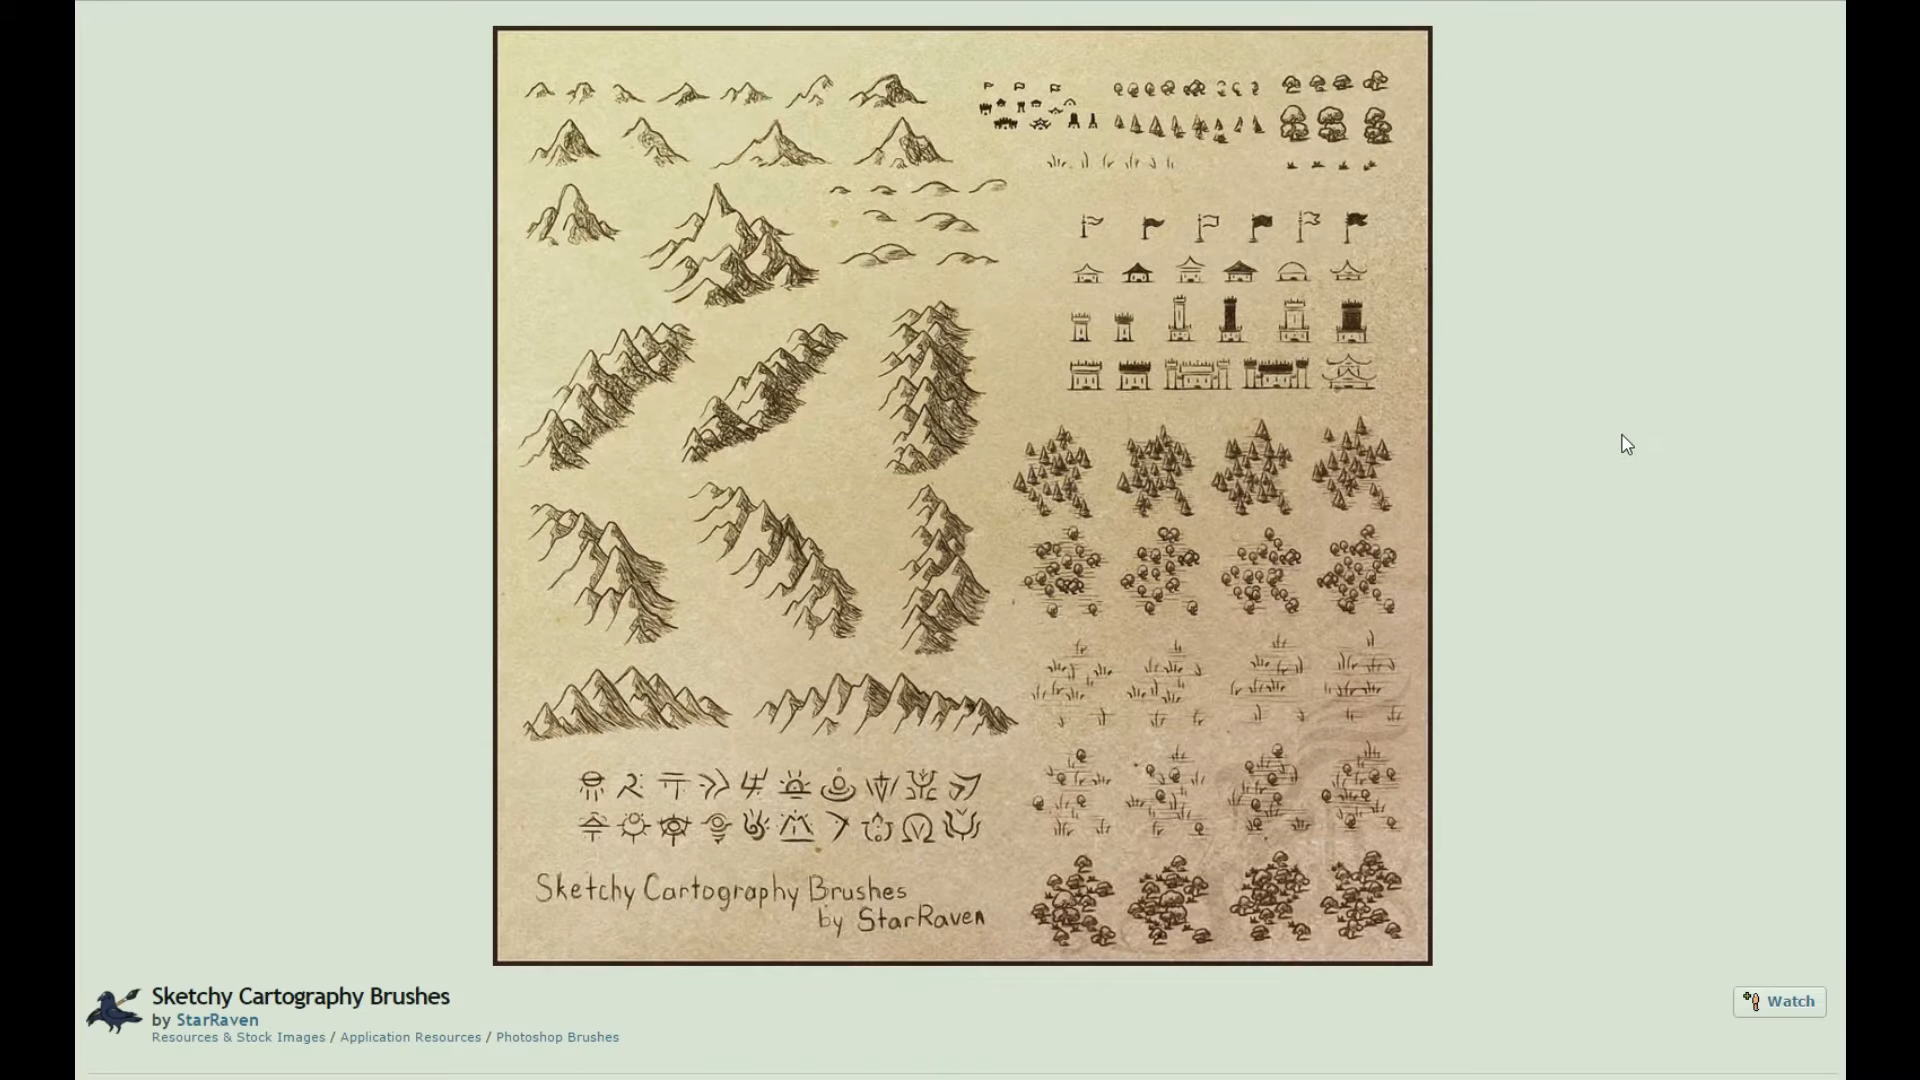 Sketchy Cartography Brushes
by StarRaven
Sketchy Cartography Brushes
by StarRaven
Resources & Stock Images / Application Resources / Photoshop Brushes
Watch